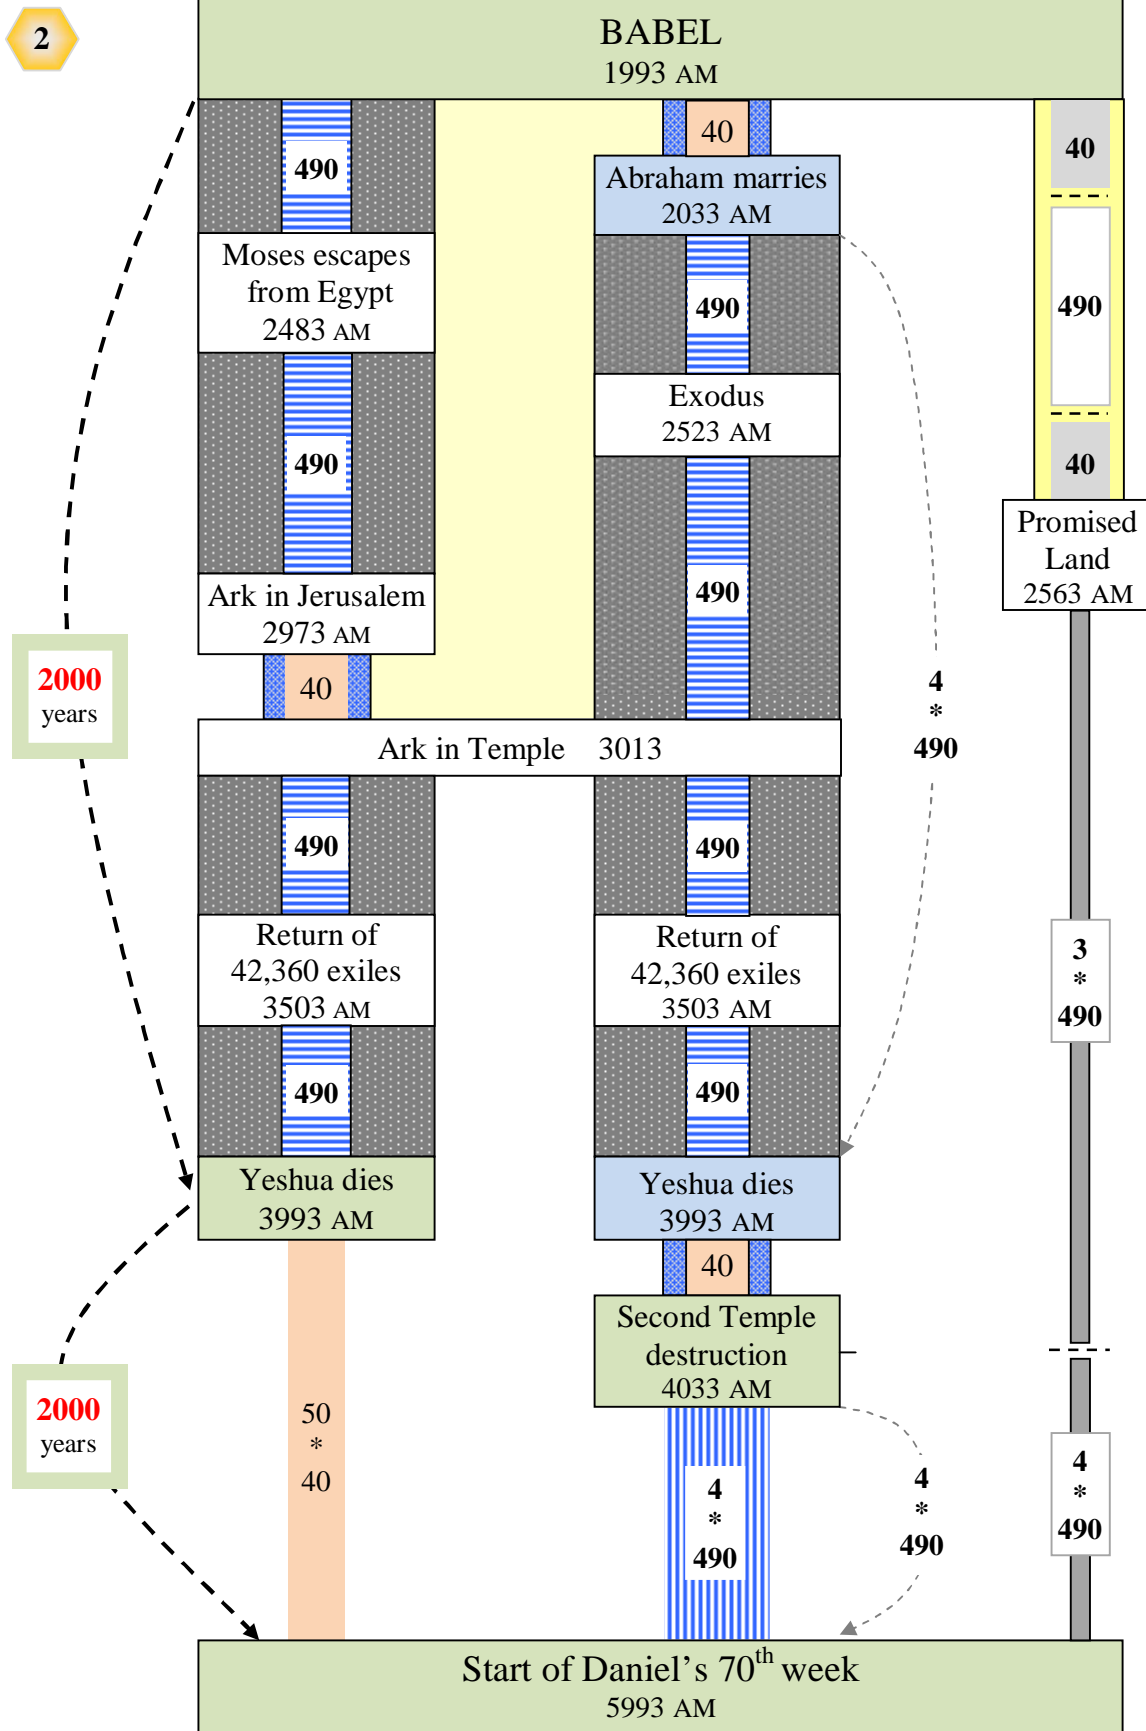 2
BABEL
1993 AM
40
40
490
Abraham marries
2033 AM
Moses escapes
from Egypt
2483 AM
490
490
Exodus
2523 AM
490
40
Promised
Land
2563 AM
490
Ark in Jerusalem
2973 AM
40
2000
years
4
*
490
Ark in Temple 3013
490
490
Return of
42,360 exiles
3503 AM
Return of
42,360 exiles
3503 AM
3
*
490
490
490
Yeshua dies
3993 AM
Yeshua dies
3993 AM
40
Second Temple
destruction
4033 AM
2000
years
50
*
40
4
*
490
4
*
490
4
*
490
Start of Daniel’s 70th week
5993 AM